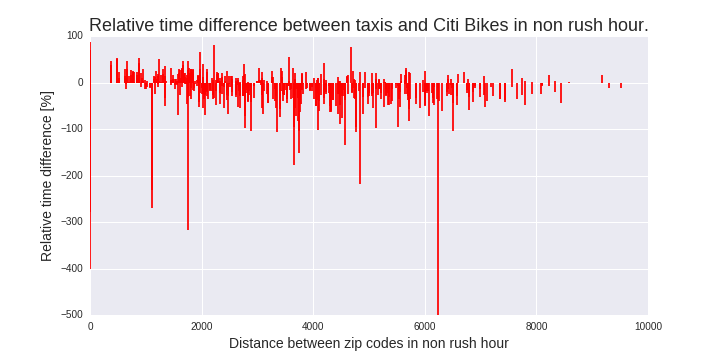 Relative time difference between taxis and Citi Bikes in non rush hour.
100
0
−100
−200
−300
−400
−500
Relative time difference [%]
0 2000 4000 6000 8000 10000
Distance between zip codes in non rush hour